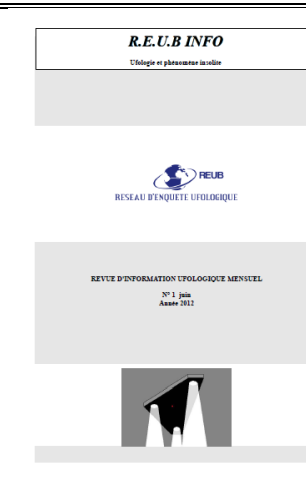 R.E.U.B INFO
Ufologie et phénomène insolite
REUB
RESEAU D'ENQUETE UFOLOGIQUE
REVUE D'INFORMATION UFOLOGIQUE MENSUEL
N° 1 juin
Année 2012